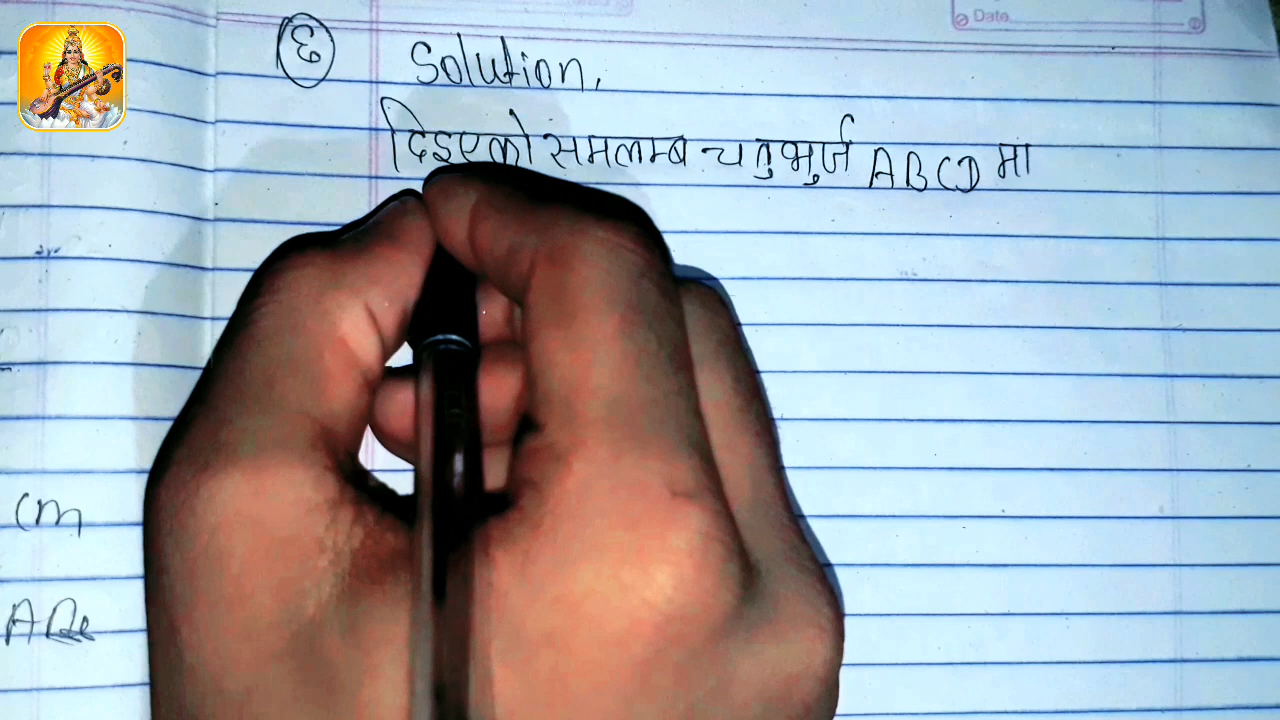 Date
६ Solution,
दिइएको समलम्ब चतुर्भुज ABCD मा
cm